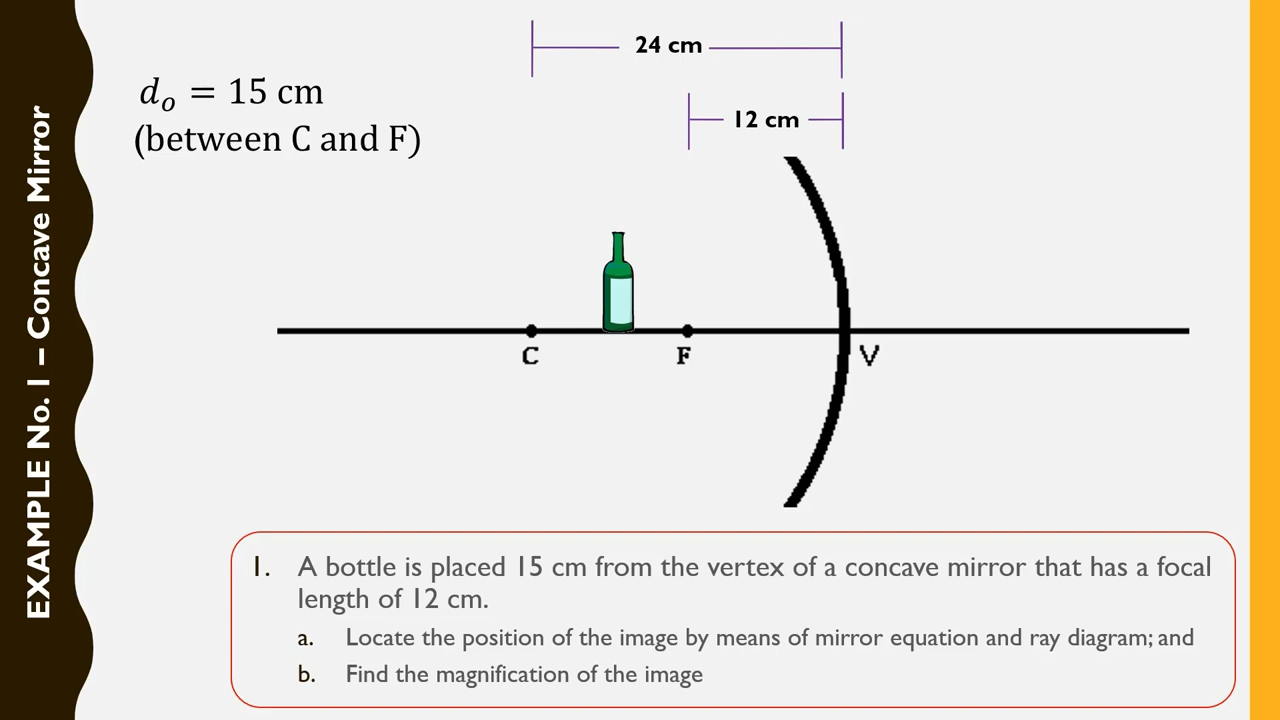 EXAMPLE No. 1 – Concave Mirror
24 cm
d_o = 15 cm
(between C and F)
12 cm
C
F
V
1. A bottle is placed 15 cm from the vertex of a concave mirror that has a focal
length of 12 cm.
a. Locate the position of the image by means of mirror equation and ray diagram; and
b. Find the magnification of the image